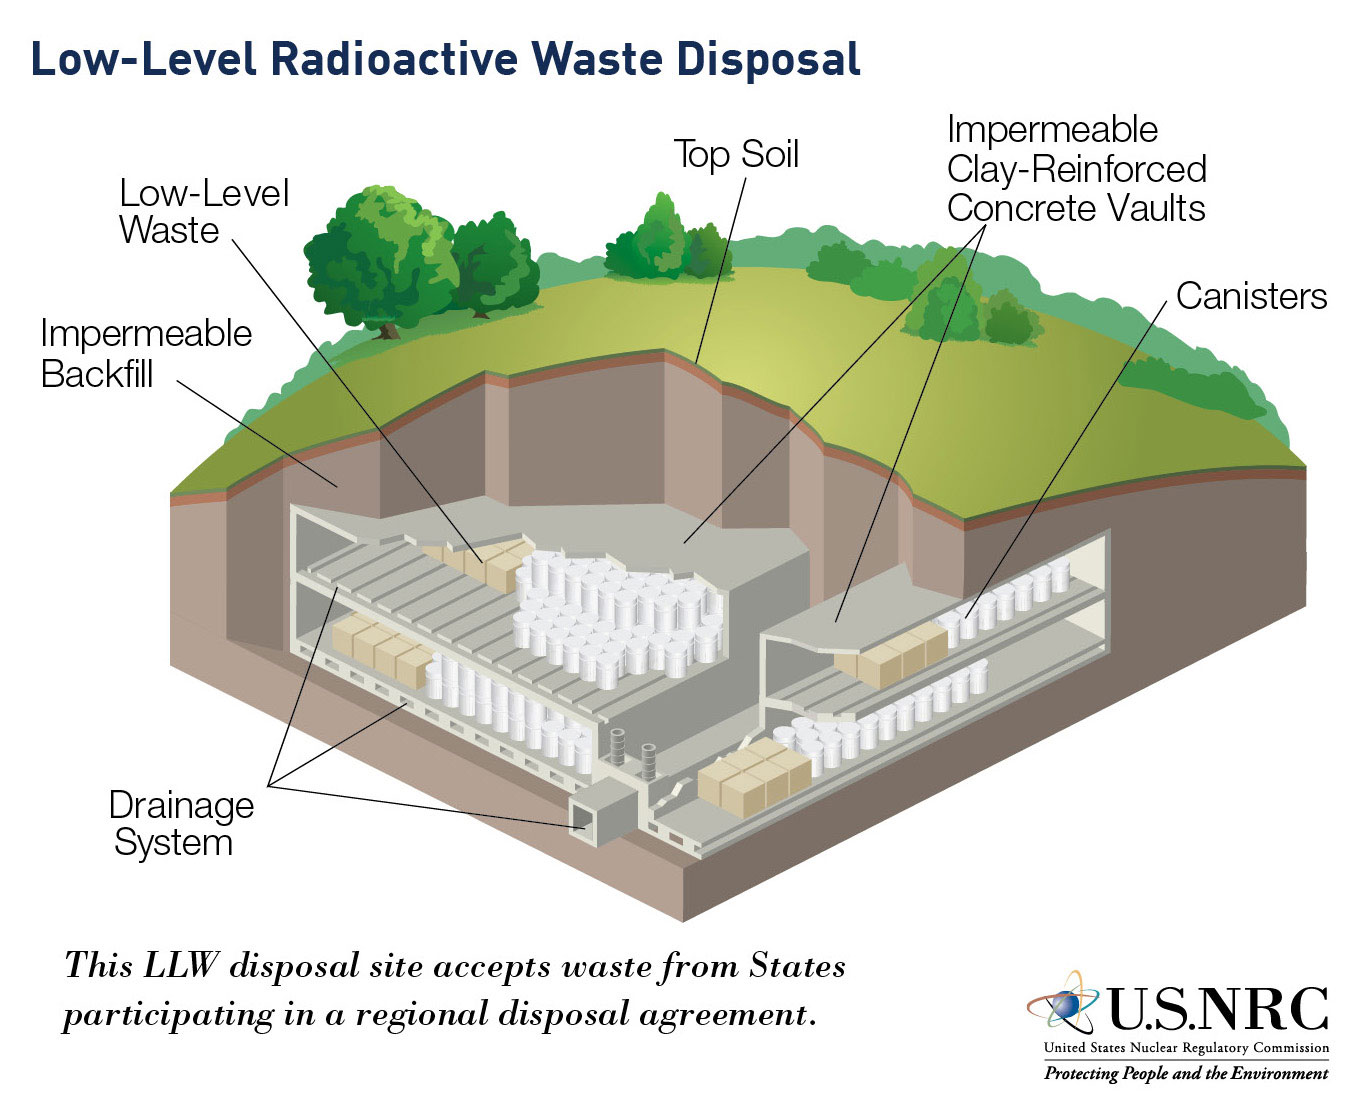 Low-Level Radioactive Waste Disposal
Low-Level
Waste
Top Soil
Impermeable
Clay-Reinforced
Concrete Vaults
Canisters
Impermeable
Backfill
Drainage
System
This LLW disposal site accepts waste from States
participating in a regional disposal agreement.
U.S.NRC
United States Nuclear Regulatory Commission
Protecting People and the Environment